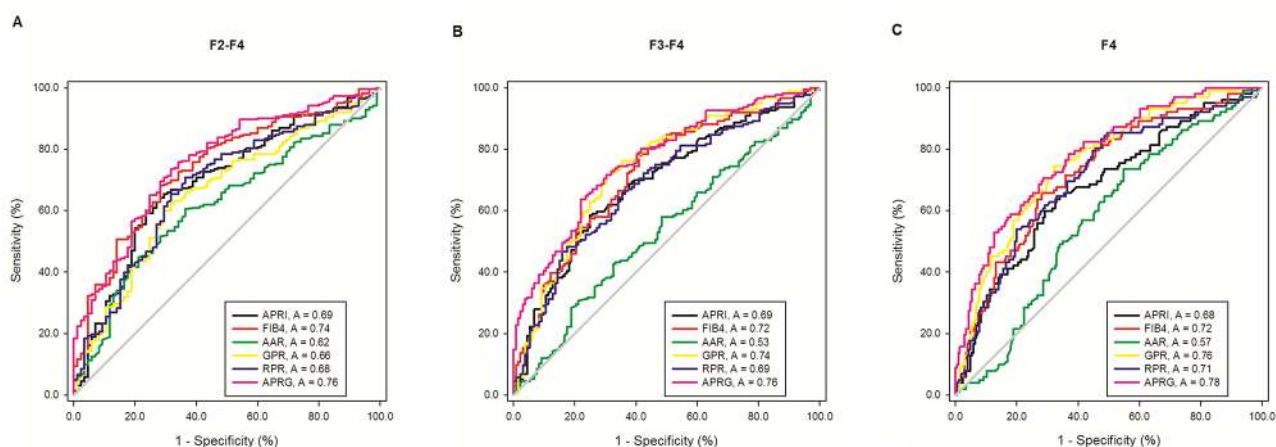 A
F2-F4
100.0
80.0
60.0
40.0
20.0
0.0
Sensitivity (%)
0.0 20.0 40.0 60.0 80.0 100.0
1 - Specificity (%)
APRI, A = 0.69
FIB4, A = 0.74
AAR, A = 0.62
GPR, A = 0.66
RPR, A = 0.68
APRG, A = 0.76
B
F3-F4
100.0
80.0
60.0
40.0
20.0
0.0
Sensitivity (%)
0.0 20.0 40.0 60.0 80.0 100.0
1 - Specificity (%)
APRI, A = 0.69
FIB4, A = 0.72
AAR, A = 0.53
GPR, A = 0.74
RPR, A = 0.69
APRG, A = 0.76
C
F4
100.0
80.0
60.0
40.0
20.0
0.0
Sensitivity (%)
0.0 20.0 40.0 60.0 80.0 100.0
1 - Specificity (%)
APRI, A = 0.68
FIB4, A = 0.72
AAR, A = 0.57
GPR, A = 0.76
RPR, A = 0.71
APRG, A = 0.78